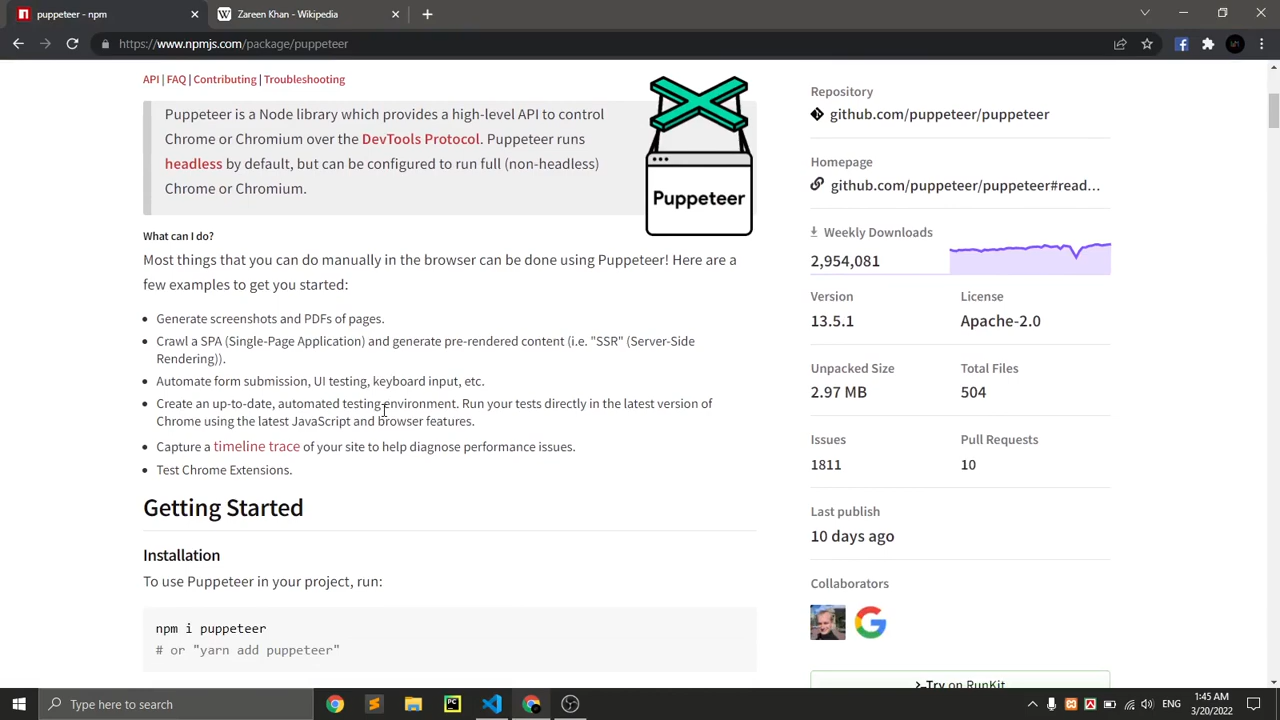 puppeteer - npm
Zareen Khan - Wikipedia
https://www.npmjs.com/package/puppeteer
API | FAQ | Contributing | Troubleshooting
Puppeteer is a Node library which provides a high-level API to control
Chrome or Chromium over the DevTools Protocol. Puppeteer runs
headless by default, but can be configured to run full (non-headless)
Chrome or Chromium.
Puppeteer
What can I do?
Most things that you can do manually in the browser can be done using Puppeteer! Here are a
few examples to get you started:
Generate screenshots and PDFs of pages.
Crawl a SPA (Single-Page Application) and generate pre-rendered content (i.e. "SSR" (Server-Side
Rendering)).
Automate form submission, UI testing, keyboard input, etc.
Create an up-to-date, automated testing environment. Run your tests directly in the latest version of
Chrome using the latest JavaScript and browser features.
Capture a timeline trace of your site to help diagnose performance issues.
Test Chrome Extensions.
Getting Started
Installation
To use Puppeteer in your project, run:
npm i puppeteer
# or "yarn add puppeteer"
Repository
github.com/puppeteer/puppeteer
Homepage
github.com/puppeteer/puppeteer#read...
Weekly Downloads
2,954,081
Version License
13.5.1 Apache-2.0
Unpacked Size Total Files
2.97 MB 504
Issues Pull Requests
1811 10
Last publish
10 days ago
Collaborators
Try on RunKit
Type here to search
ENG
1:45 AM
3/20/2022